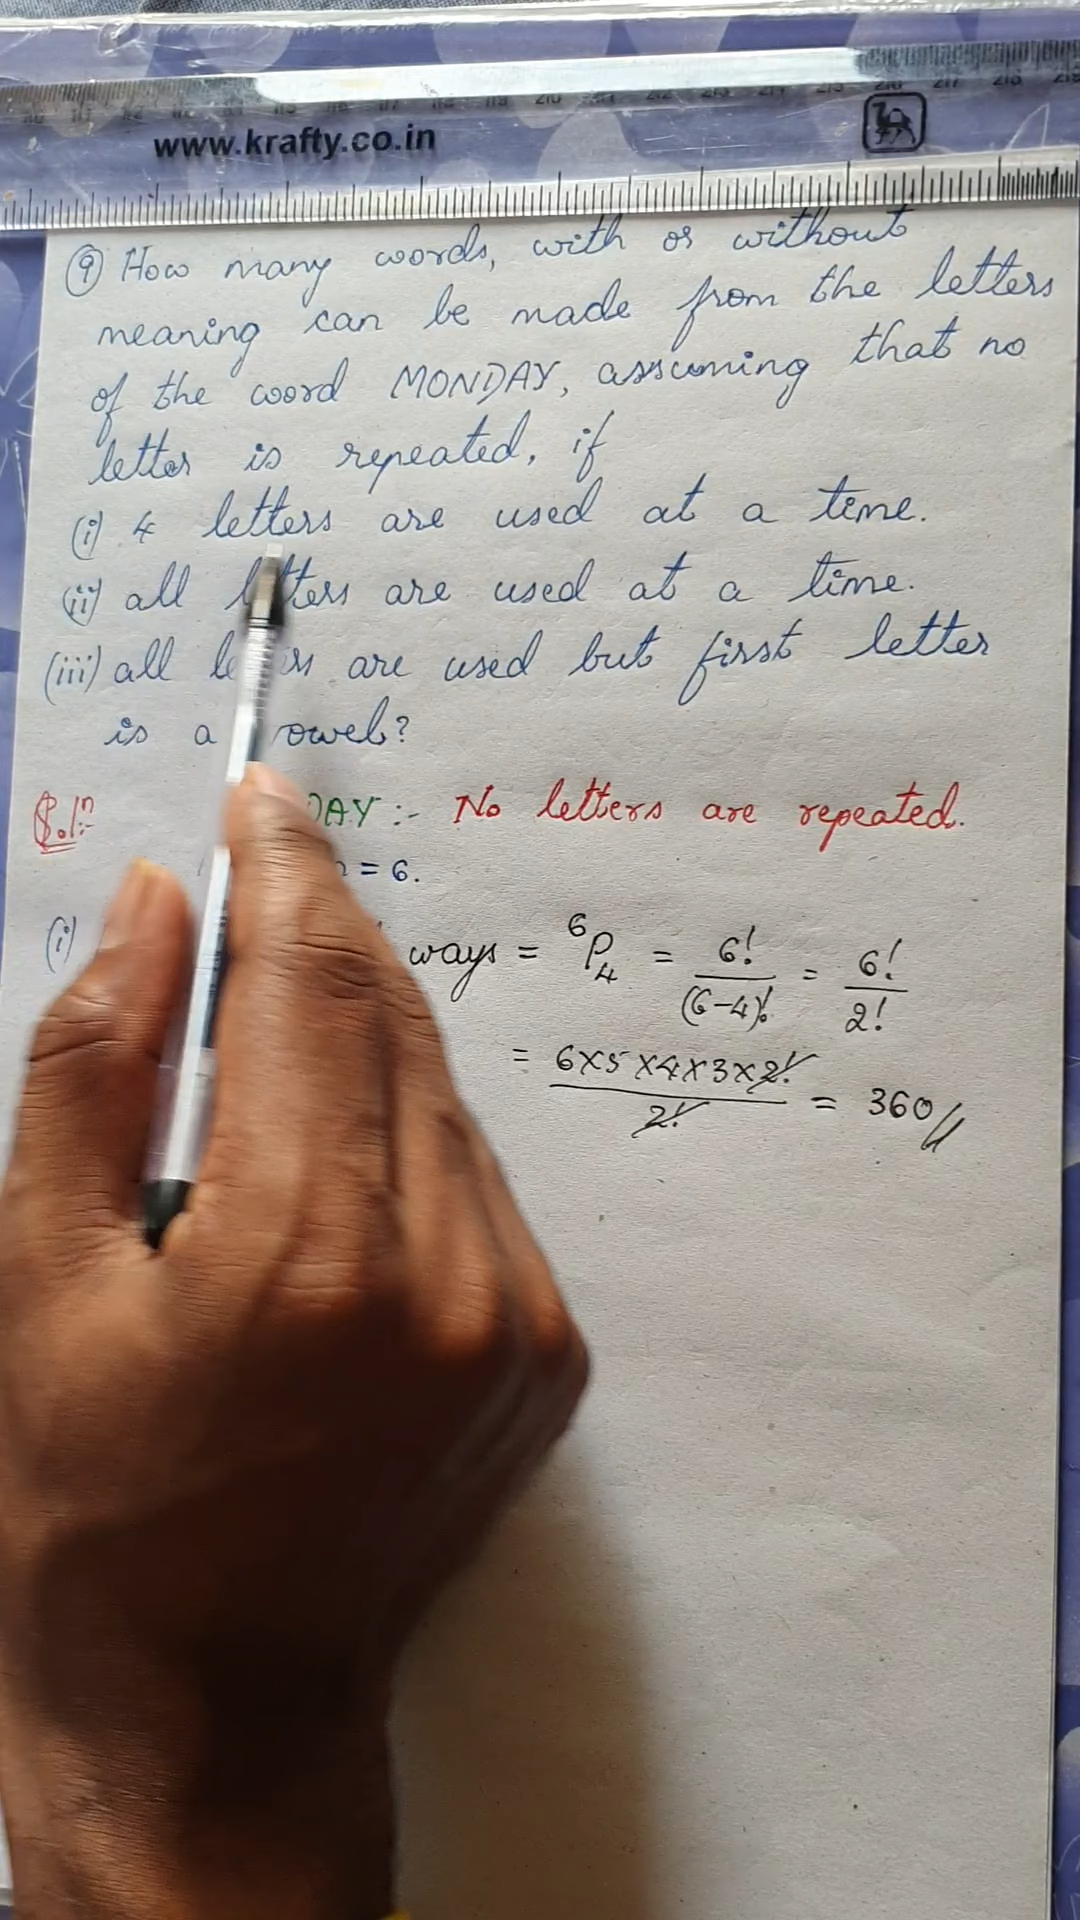 www.krafty.co.in
9 How many words, with or without
meaning can be made from the letters
of the word MONDAY, assuming that no
letter is repeated, if
(i) 4 letters are used at a time.
(ii) all letters are used at a time.
(iii) all are used but first letter
is a vowel?
Sol:- DAY :- No letters are repeated.
= 6.
(i) ways = ⁶P₄ = 6!/(6-4)! = 6!/2!
= 6×5×4×3×2!/2! = 360//